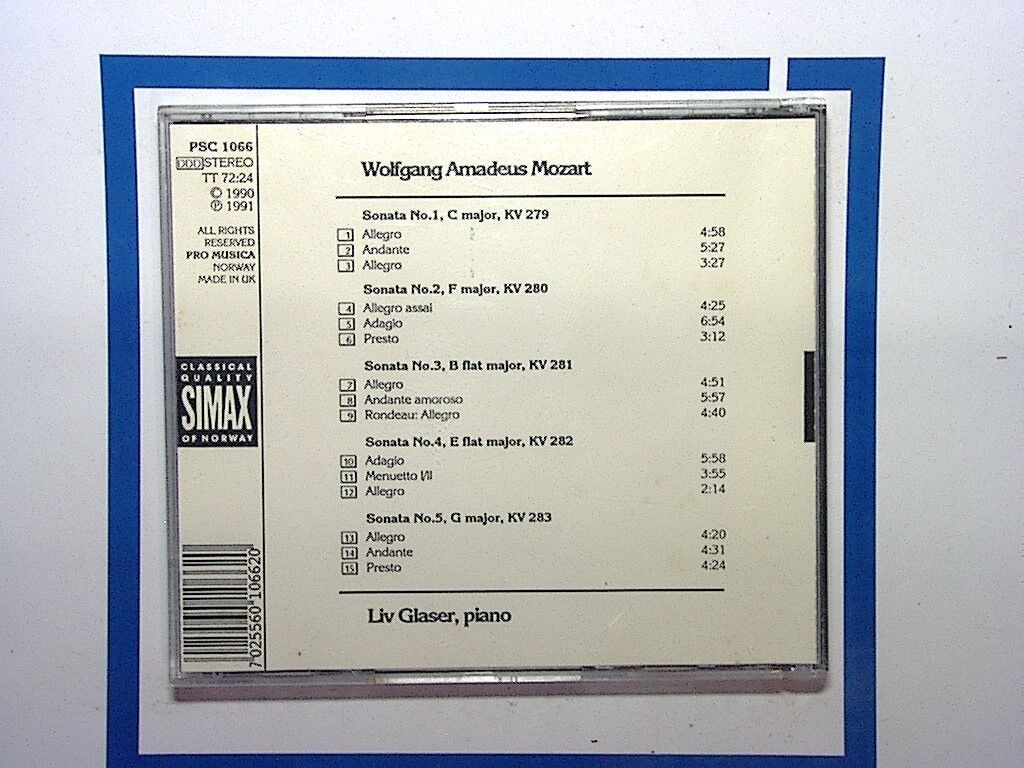 PSC 1066
DDD STEREO
TT 72:24
© 1990
℗ 1991
ALL RIGHTS
RESERVED
PRO MUSICA
NORWAY
MADE IN UK
CLASSICAL
QUALITY
SIMAX
OF NORWAY
7 025560 106620
Wolfgang Amadeus Mozart
Sonata No.1, C major, KV 279
1 Allegro 4:58
2 Andante 5:27
3 Allegro 3:27
Sonata No.2, F major, KV 280
4 Allegro assai 4:25
5 Adagio 6:54
6 Presto 3:12
Sonata No.3, B flat major, KV 281
7 Allegro 4:51
8 Andante amoroso 5:57
9 Rondeau: Allegro 4:40
Sonata No.4, E flat major, KV 282
10 Adagio 5:58
11 Menuetto I/II 3:55
12 Allegro 2:14
Sonata No.5, G major, KV 283
13 Allegro 4:20
14 Andante 4:31
15 Presto 4:24
Liv Glaser, piano